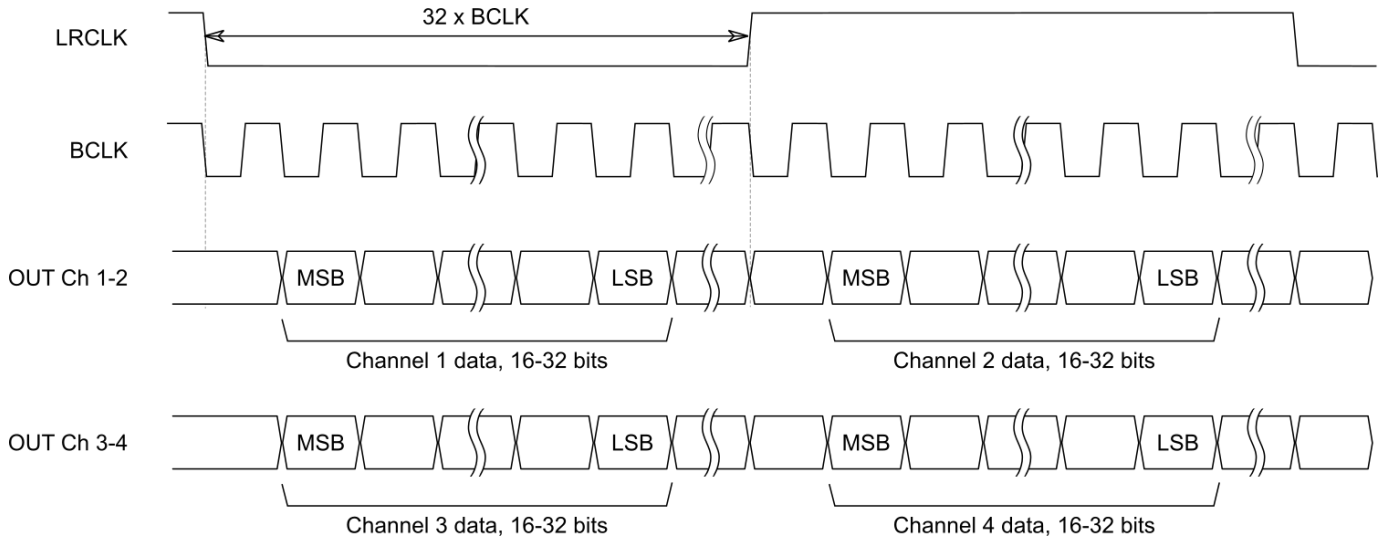 32 x BCLK
LRCLK
BCLK
OUT Ch 1-2
MSB
LSB
MSB
LSB
Channel 1 data, 16-32 bits
Channel 2 data, 16-32 bits
OUT Ch 3-4
MSB
LSB
MSB
LSB
Channel 3 data, 16-32 bits
Channel 4 data, 16-32 bits